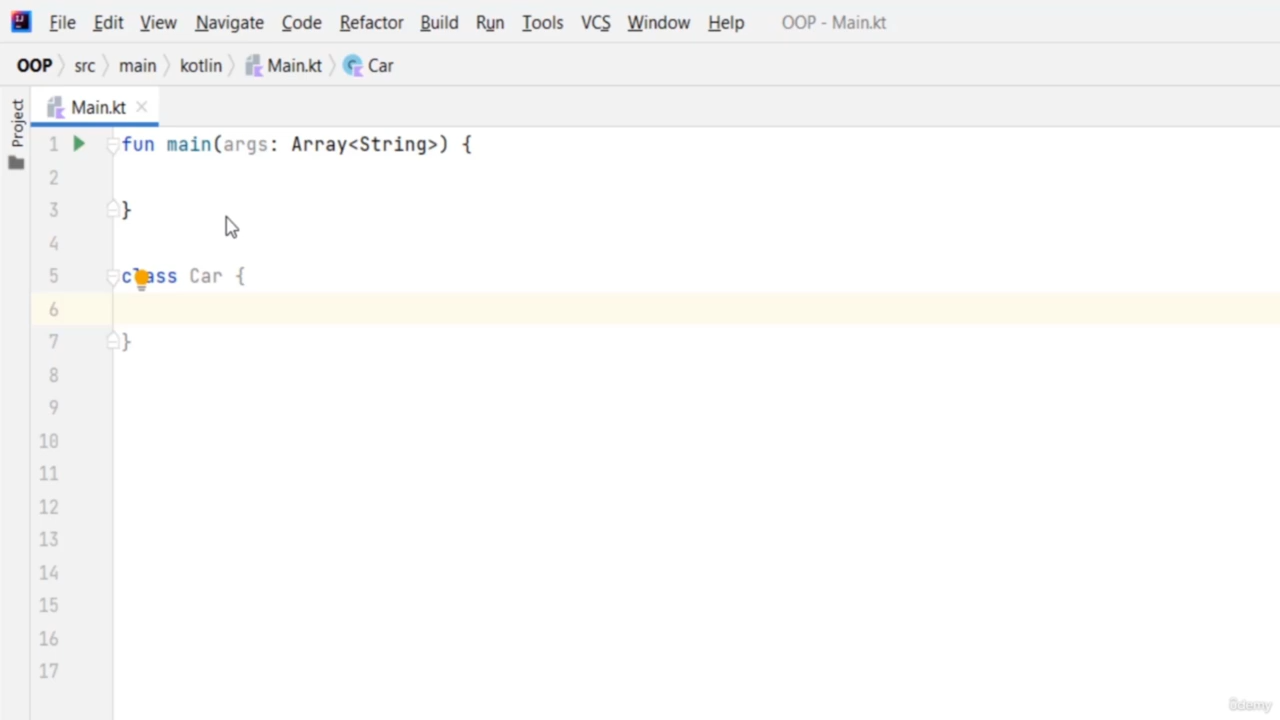 File Edit View Navigate Code Refactor Build Run Tools VCS Window Help OOP - Main.kt
OOP src main kotlin Main.kt Car
Project
Main.kt
1 fun main(args: Array<String>) {
2
3 }
4
5 class Car {
6
7 }
8
9
10
11
12
13
14
15
16
17
ûdemy